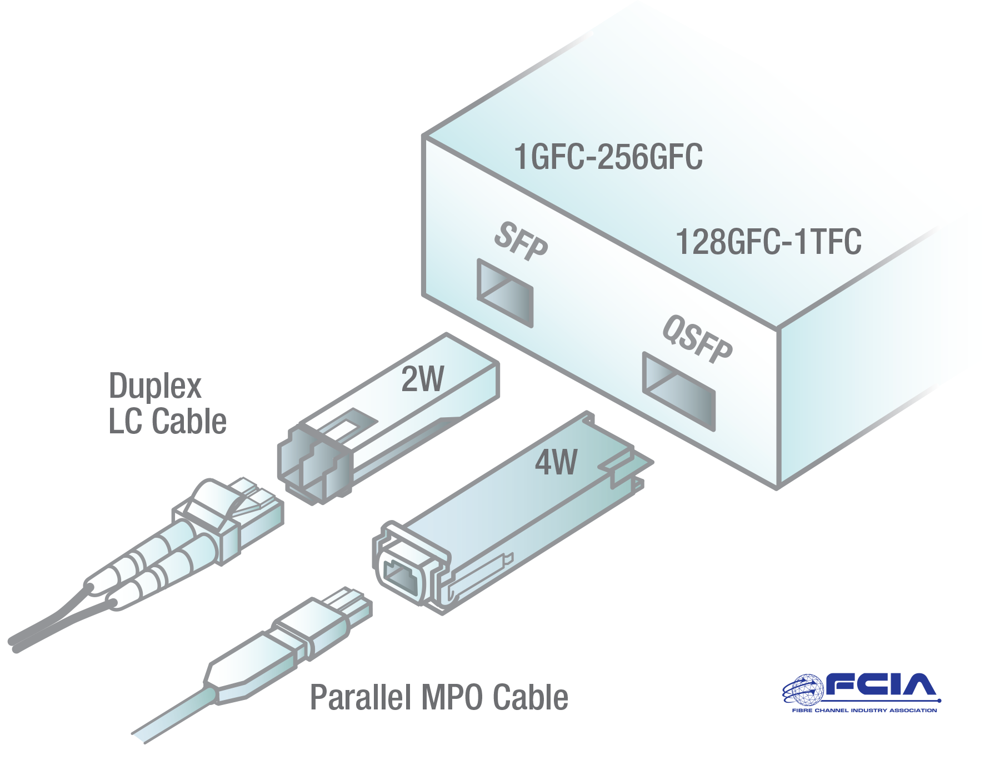 1GFC-256GFC
128GFC-1TFC
SFP
QSFP
2W
Duplex
LC Cable
4W
Parallel MPO Cable
FCIA
FIBRE CHANNEL INDUSTRY ASSOCIATION